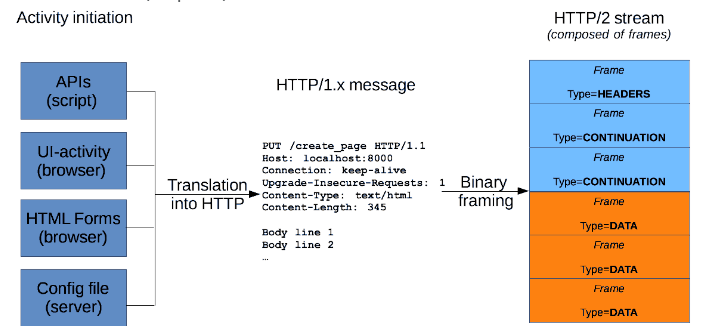 Activity initiation
HTTP/2 stream
(composed of frames)
APIs
(script)
UI-activity
(browser)
HTML Forms
(browser)
Config file
(server)
Translation
into HTTP
HTTP/1.x message
PUT /create_page HTTP/1.1
Host: localhost:8000
Connection: keep-alive
Upgrade-Insecure-Requests: 1
Content-Type: text/html
Content-Length: 345
Body line 1
Body line 2
…
Binary
framing
Frame
Type=HEADERS
Frame
Type=CONTINUATION
Frame
Type=CONTINUATION
Frame
Type=DATA
Frame
Type=DATA
Frame
Type=DATA